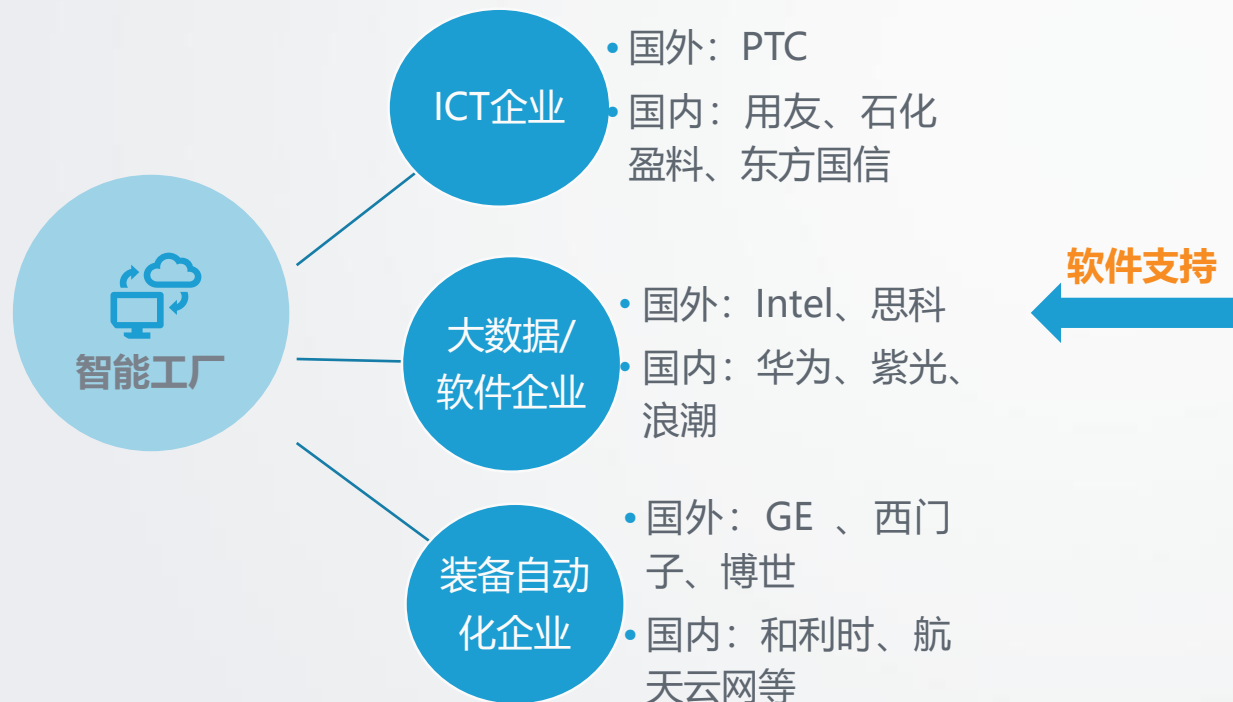 ICT企业
• 国外：PTC
• 国内：用友、石化
盈料、东方国信
智能工厂
大数据/
软件企业
• 国外：Intel、思科
• 国内：华为、紫光、
浪潮
软件支持
装备自动
化企业
• 国外：GE 、西门
子、博世
• 国内：和利时、航
天云网等